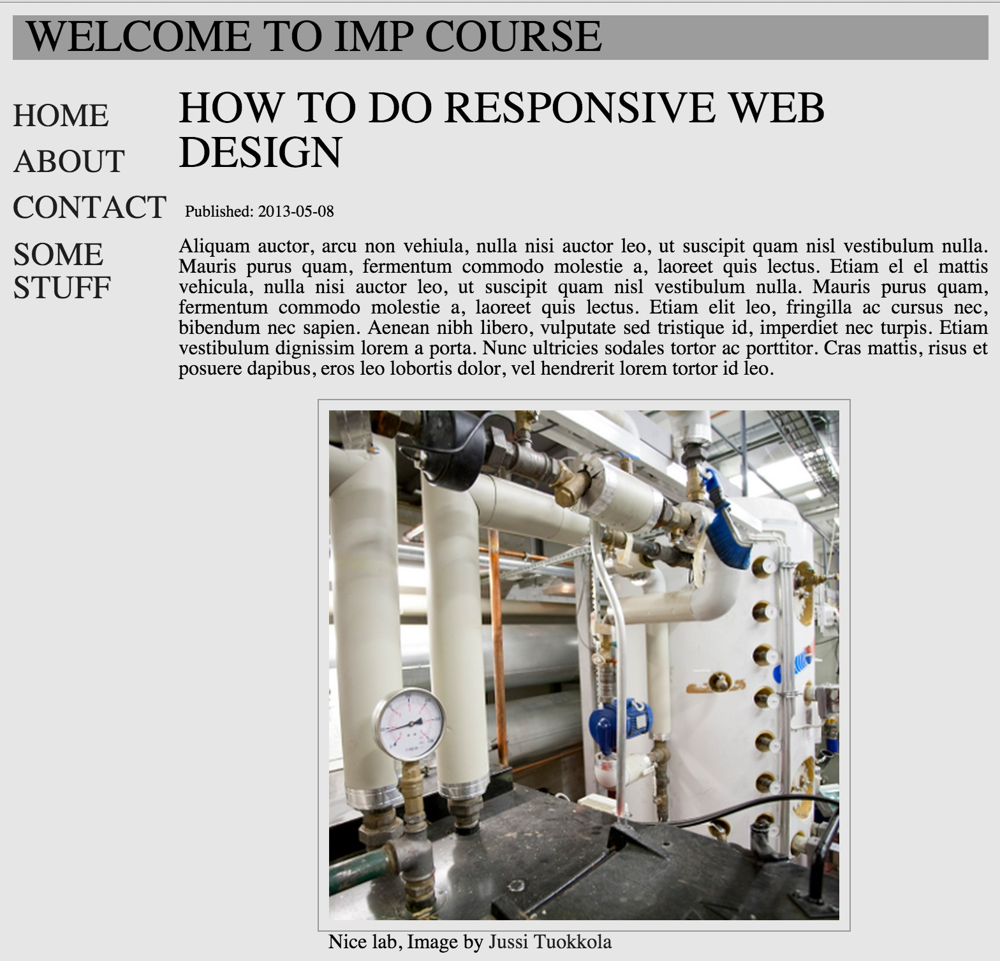 WELCOME TO IMP COURSE
HOME
ABOUT
CONTACT
SOME
STUFF
HOW TO DO RESPONSIVE WEB
DESIGN
Published: 2013-05-08
Aliquam auctor, arcu non vehiula, nulla nisi auctor leo, ut suscipit quam nisl vestibulum nulla.
Mauris purus quam, fermentum commodo molestie a, laoreet quis lectus. Etiam el el mattis
vehicula, nulla nisi auctor leo, ut suscipit quam nisl vestibulum nulla. Mauris purus quam,
fermentum commodo molestie a, laoreet quis lectus. Etiam elit leo, fringilla ac cursus nec,
bibendum nec sapien. Aenean nibh libero, vulputate sed tristique id, imperdiet nec turpis. Etiam
vestibulum dignissim lorem a porta. Nunc ultricies sodales tortor ac porttitor. Cras mattis, risus et
posuere dapibus, eros leo lobortis dolor, vel hendrerit lorem tortor id leo.
Nice lab, Image by Jussi Tuokkola